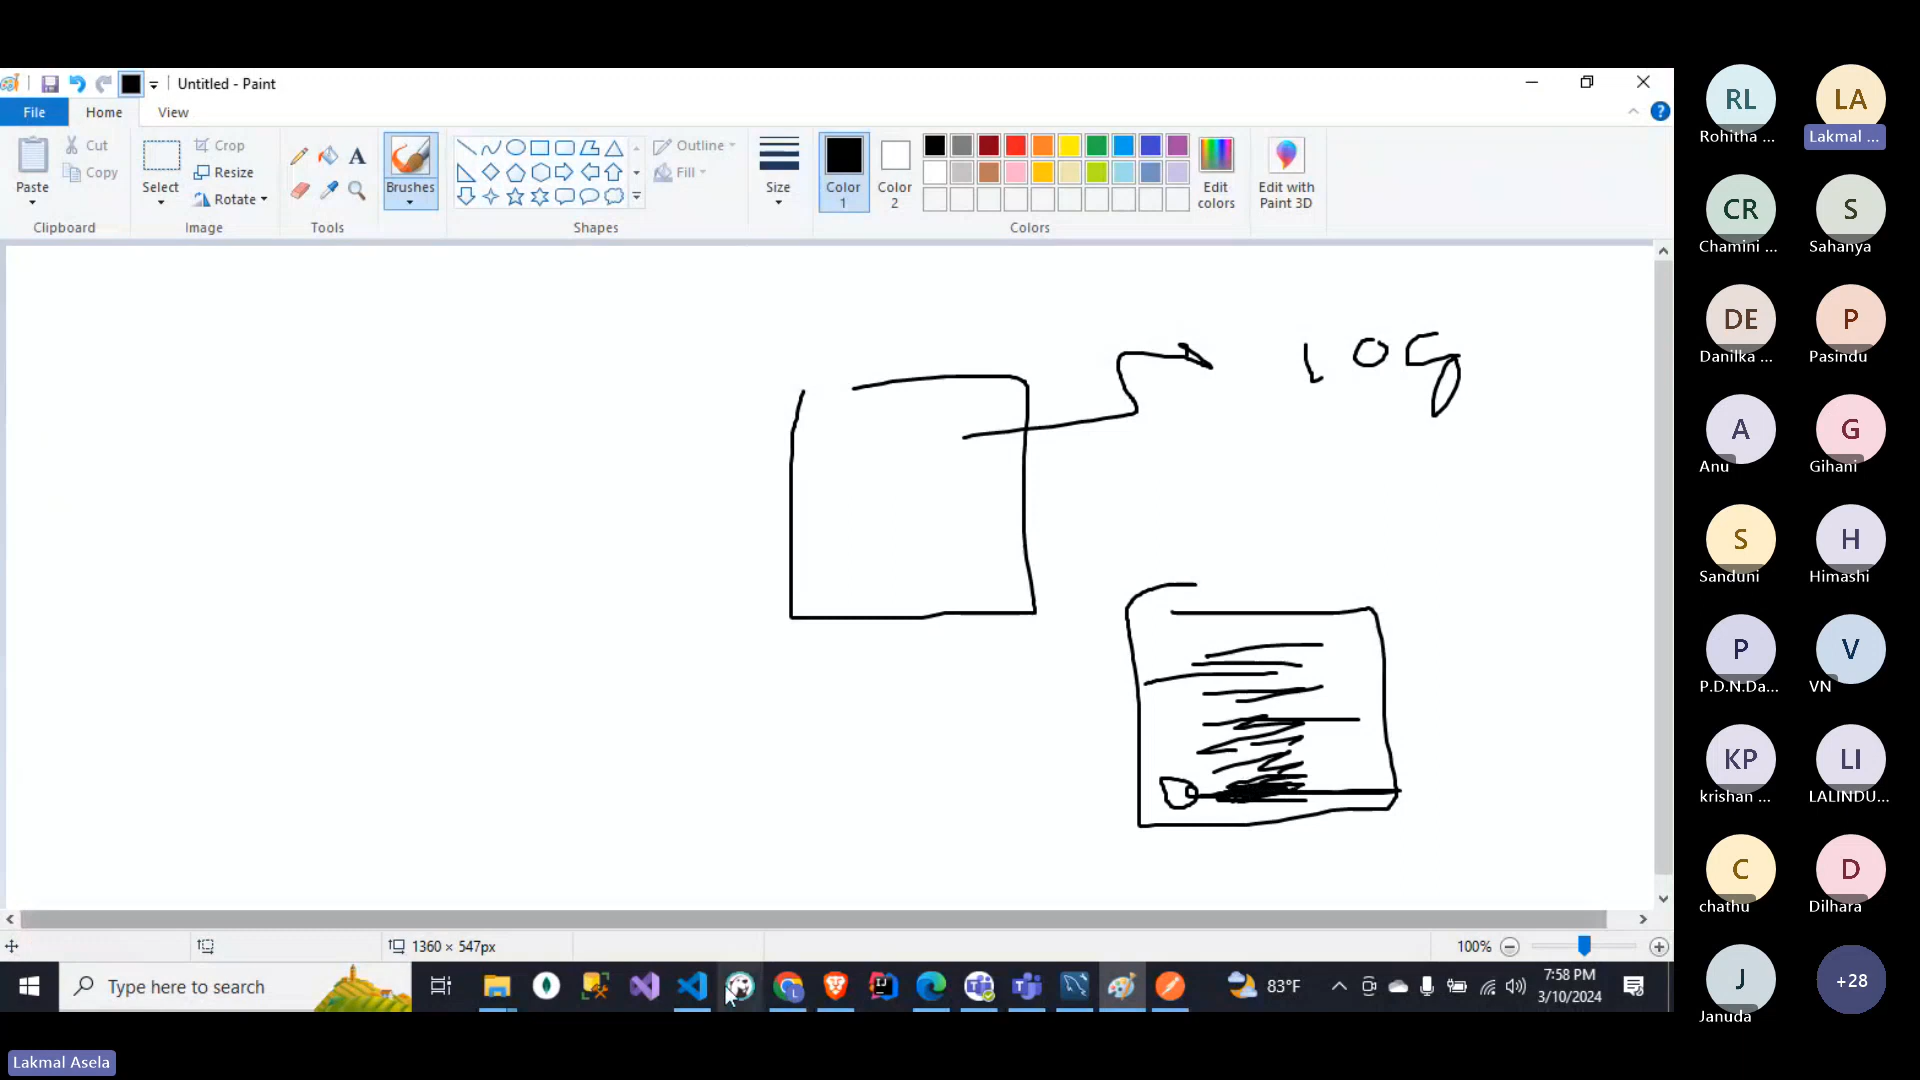 Untitled - Paint
File Home View
Paste
Cut
Copy
Clipboard
Select
Crop
Resize
Rotate
Image
A
Tools
Brushes
Outline
Fill
Shapes
Size
Color 1
Color 2
Edit colors
Colors
Edit with Paint 3D
log
1360 × 547px
100%
Type here to search
83°F
7:58 PM
3/10/2024
RL
Rohitha ...
LA
Lakmal ...
CR
Chamini ...
S
Sahanya
DE
Danilka ...
P
Pasindu
A
Anu
G
Gihani
S
Sanduni
H
Himashi
P
P.D.N.Da...
V
VN
KP
krishan ...
LI
LALINDU...
C
chathu
D
Dilhara
J
Januda
+28
Lakmal Asela